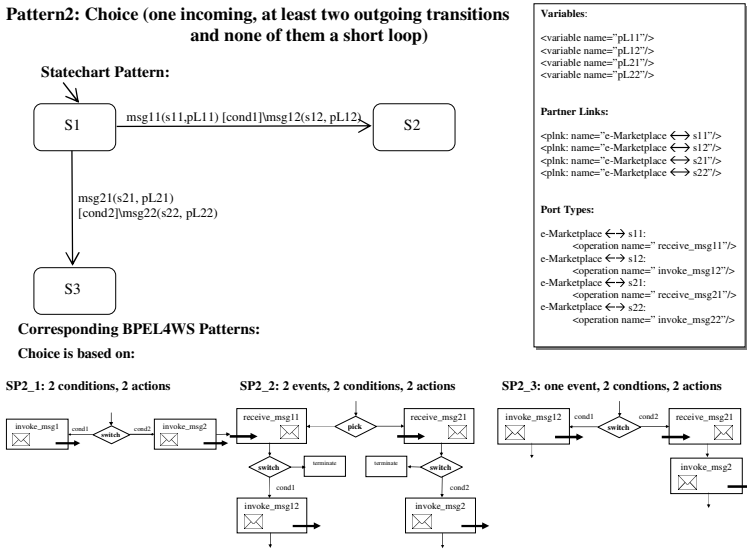 Pattern2: Choice (one incoming, at least two outgoing transitions
and none of them a short loop)
Statechart Pattern:
S1
msg11(s11,pL11) [cond1]\msg12(s12, pL12)
S2
msg21(s21, pL21)
[cond2]\msg22(s22, pL22)
S3
Variables:
<variable name="pL11"/>
<variable name="pL12"/>
<variable name="pL21"/>
<variable name="pL22"/>
Partner Links:
<plnk: name="e-Marketplace ⟷ s11"/>
<plnk: name="e-Marketplace ⟷ s12"/>
<plnk: name="e-Marketplace ⟷ s21"/>
<plnk: name="e-Marketplace ⟷ s22"/>
Port Types:
e-Marketplace ⟷ s11:
<operation name=" receive_msg11"/>
e-Marketplace ⟷ s12:
<operation name=" invoke_msg12"/>
e-Marketplace ⟷ s21:
<operation name=" receive_msg21"/>
e-Marketplace ⟷ s22:
<operation name=" invoke_msg22"/>
Corresponding BPEL4WS Patterns:
Choice is based on:
SP2_1: 2 conditions, 2 actions
invoke_msg1
cond1
switch
cond2
invoke_msg2
SP2_2: 2 events, 2 conditions, 2 actions
receive_msg11
pick
receive_msg21
switch
terminate
terminate
switch
cond1
cond2
invoke_msg12
invoke_msg2
SP2_3: one event, 2 condtions, 2 actions
invoke_msg12
cond1
switch
cond2
receive_msg21
invoke_msg2